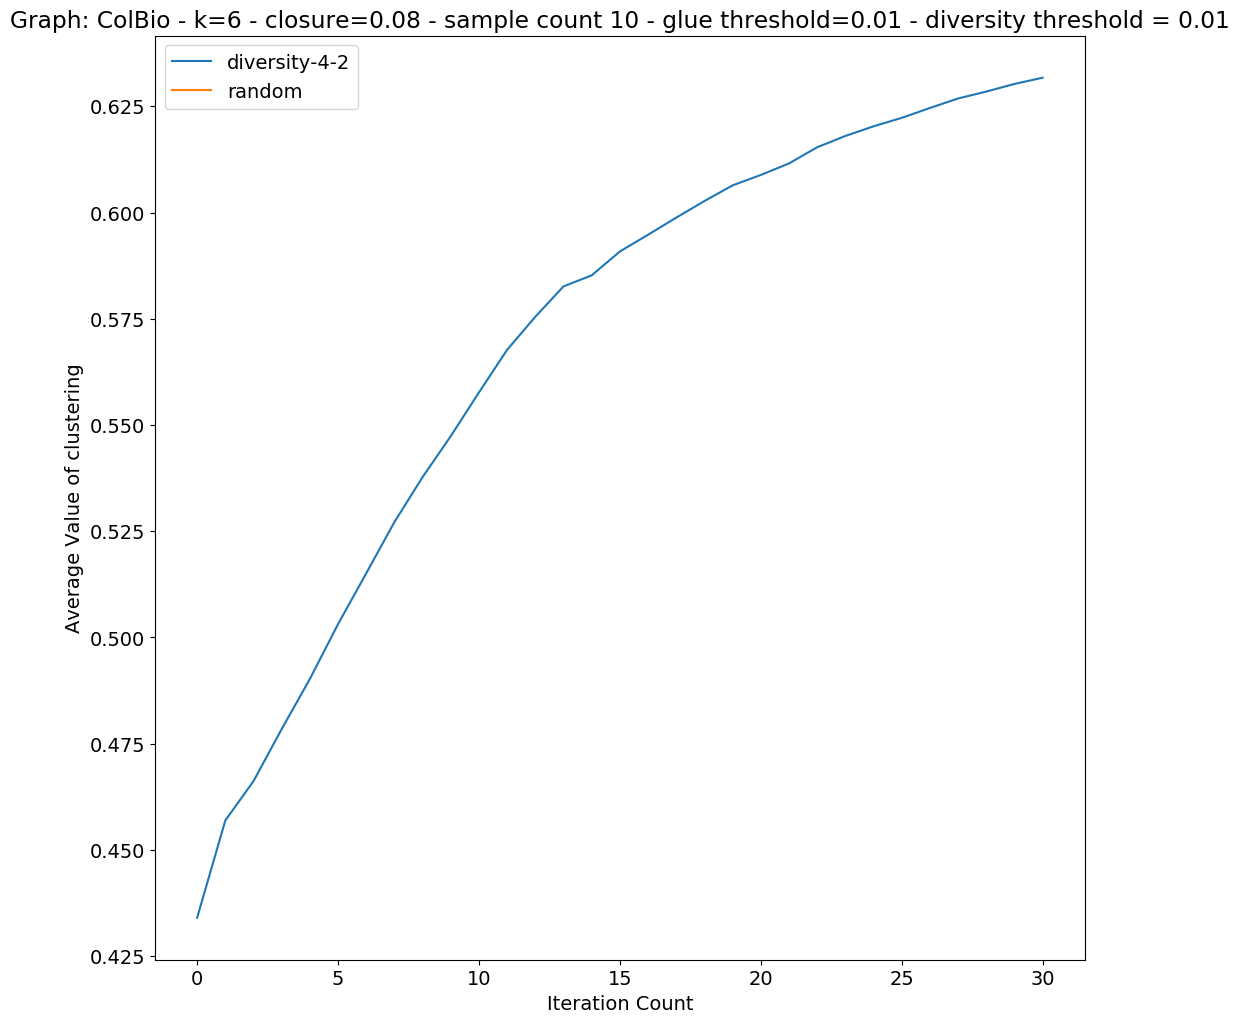 Graph: ColBio - k=6 - closure=0.08 - sample count 10 - glue threshold=0.01 - diversity threshold = 0.01
diversity-4-2
random
0.625
0.600
0.575
0.550
0.525
0.500
0.475
0.450
0.425
Average Value of clustering
0 5 10 15 20 25 30
Iteration Count